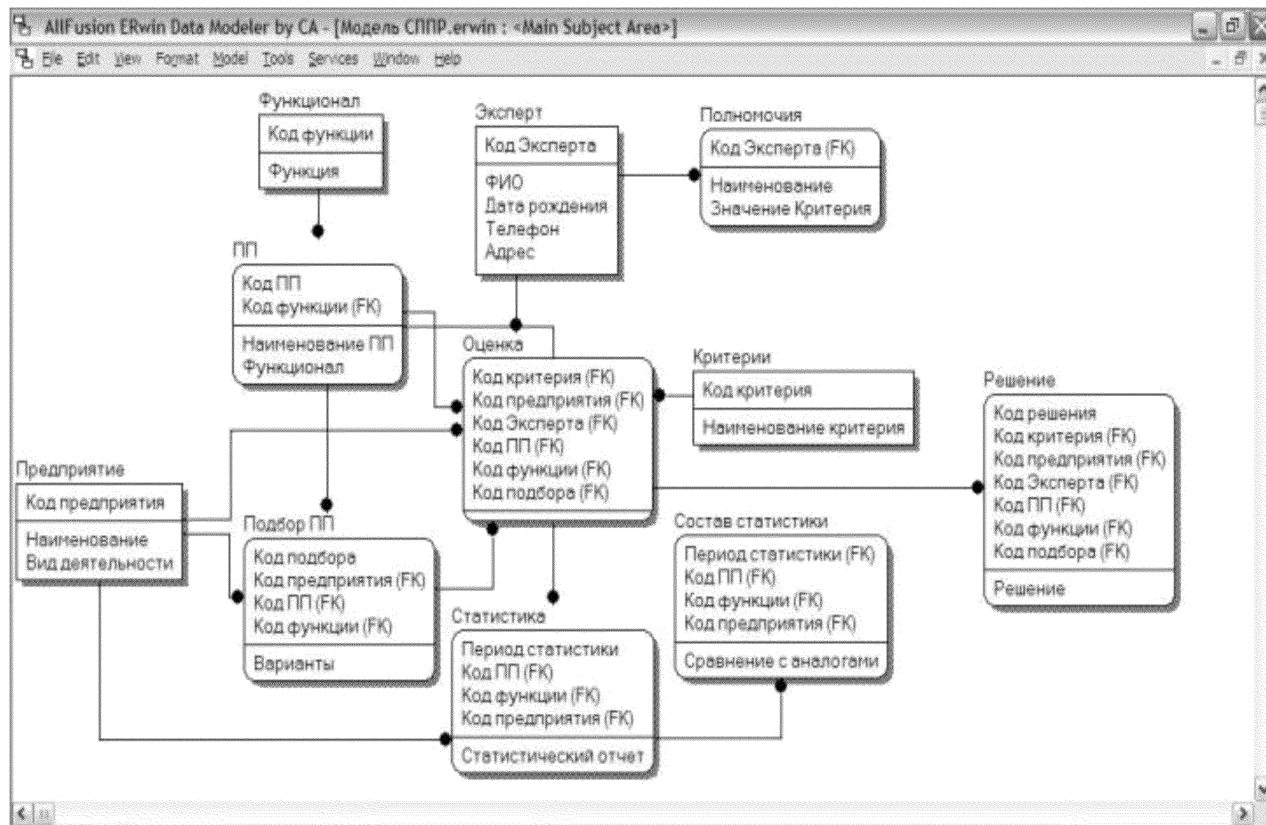 AllFusion ERwin Data Modeler by CA - [Модель СППР.erwin : <Main Subject Area>]
File Edit View Format Model Tools Services Window Help
Функционал
Код функции
Функция
Эксперт
Код Эксперта
ФИО
Дата рождения
Телефон
Адрес
Полномочия
Код Эксперта (FK)
Наименование
Значение Критерия
ПП
Код ПП
Код функции (FK)
Наименование ПП
Функционал
Оценка
Код критерия (FK)
Код предприятия (FK)
Код Эксперта (FK)
Код ПП (FK)
Код функции (FK)
Код подбора (FK)
Критерии
Код критерия
Наименование критерия
Решение
Код решения
Код критерия (FK)
Код предприятия (FK)
Код Эксперта (FK)
Код ПП (FK)
Код функции (FK)
Код подбора (FK)
Решение
Предприятие
Код предприятия
Наименование
Вид деятельности
Подбор ПП
Код подбора
Код предприятия (FK)
Код ПП (FK)
Код функции (FK)
Варианты
Статистика
Период статистики
Код ПП (FK)
Код функции (FK)
Код предприятия (FK)
Статистический отчет
Состав статистики
Период статистики (FK)
Код ПП (FK)
Код функции (FK)
Код предприятия (FK)
Сравнение с аналогами